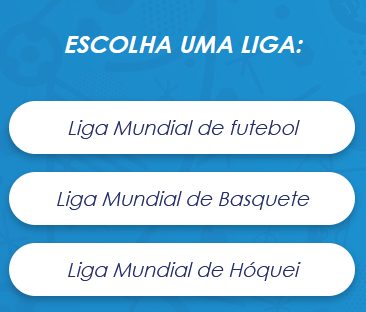 ESCOLHA UMA LIGA:
Liga Mundial de futebol
Liga Mundial de Basquete
Liga Mundial de Hóquei